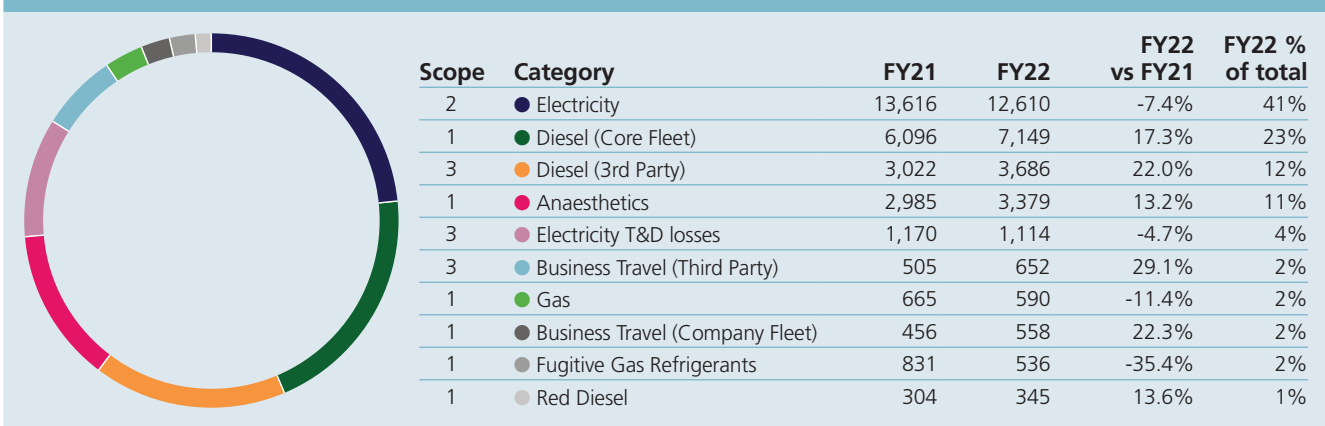 Scope Category FY21 FY22 FY22 vs FY21 FY22 % of total
2 Electricity 13,616 12,610 -7.4% 41%
1 Diesel (Core Fleet) 6,096 7,149 17.3% 23%
3 Diesel (3rd Party) 3,022 3,686 22.0% 12%
1 Anaesthetics 2,985 3,379 13.2% 11%
3 Electricity T&D losses 1,170 1,114 -4.7% 4%
3 Business Travel (Third Party) 505 652 29.1% 2%
1 Gas 665 590 -11.4% 2%
1 Business Travel (Company Fleet) 456 558 22.3% 2%
1 Fugitive Gas Refrigerants 831 536 -35.4% 2%
1 Red Diesel 304 345 13.6% 1%